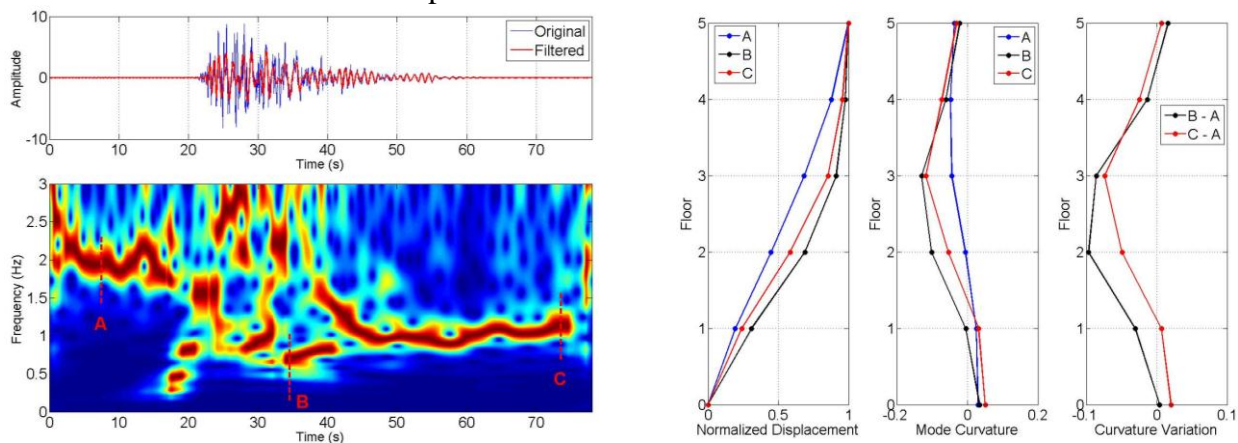 10
0
-10
Amplitude
Original
Filtered
0 10 20 30 40 50 60 70
Time (s)
3
2.5
2
1.5
1
0.5
0
Frequency (Hz)
A
B
C
0 10 20 30 40 50 60 70
Time (s)
5
4
3
2
1
0
Floor
A
B
C
0 0.5 1
Normalized Displacement
5
4
3
2
1
0
Floor
A
B
C
-0.2 0 0.2
Mode Curvature
5
4
3
2
1
0
Floor
B - A
C - A
-0.1 0 0.1
Curvature Variation